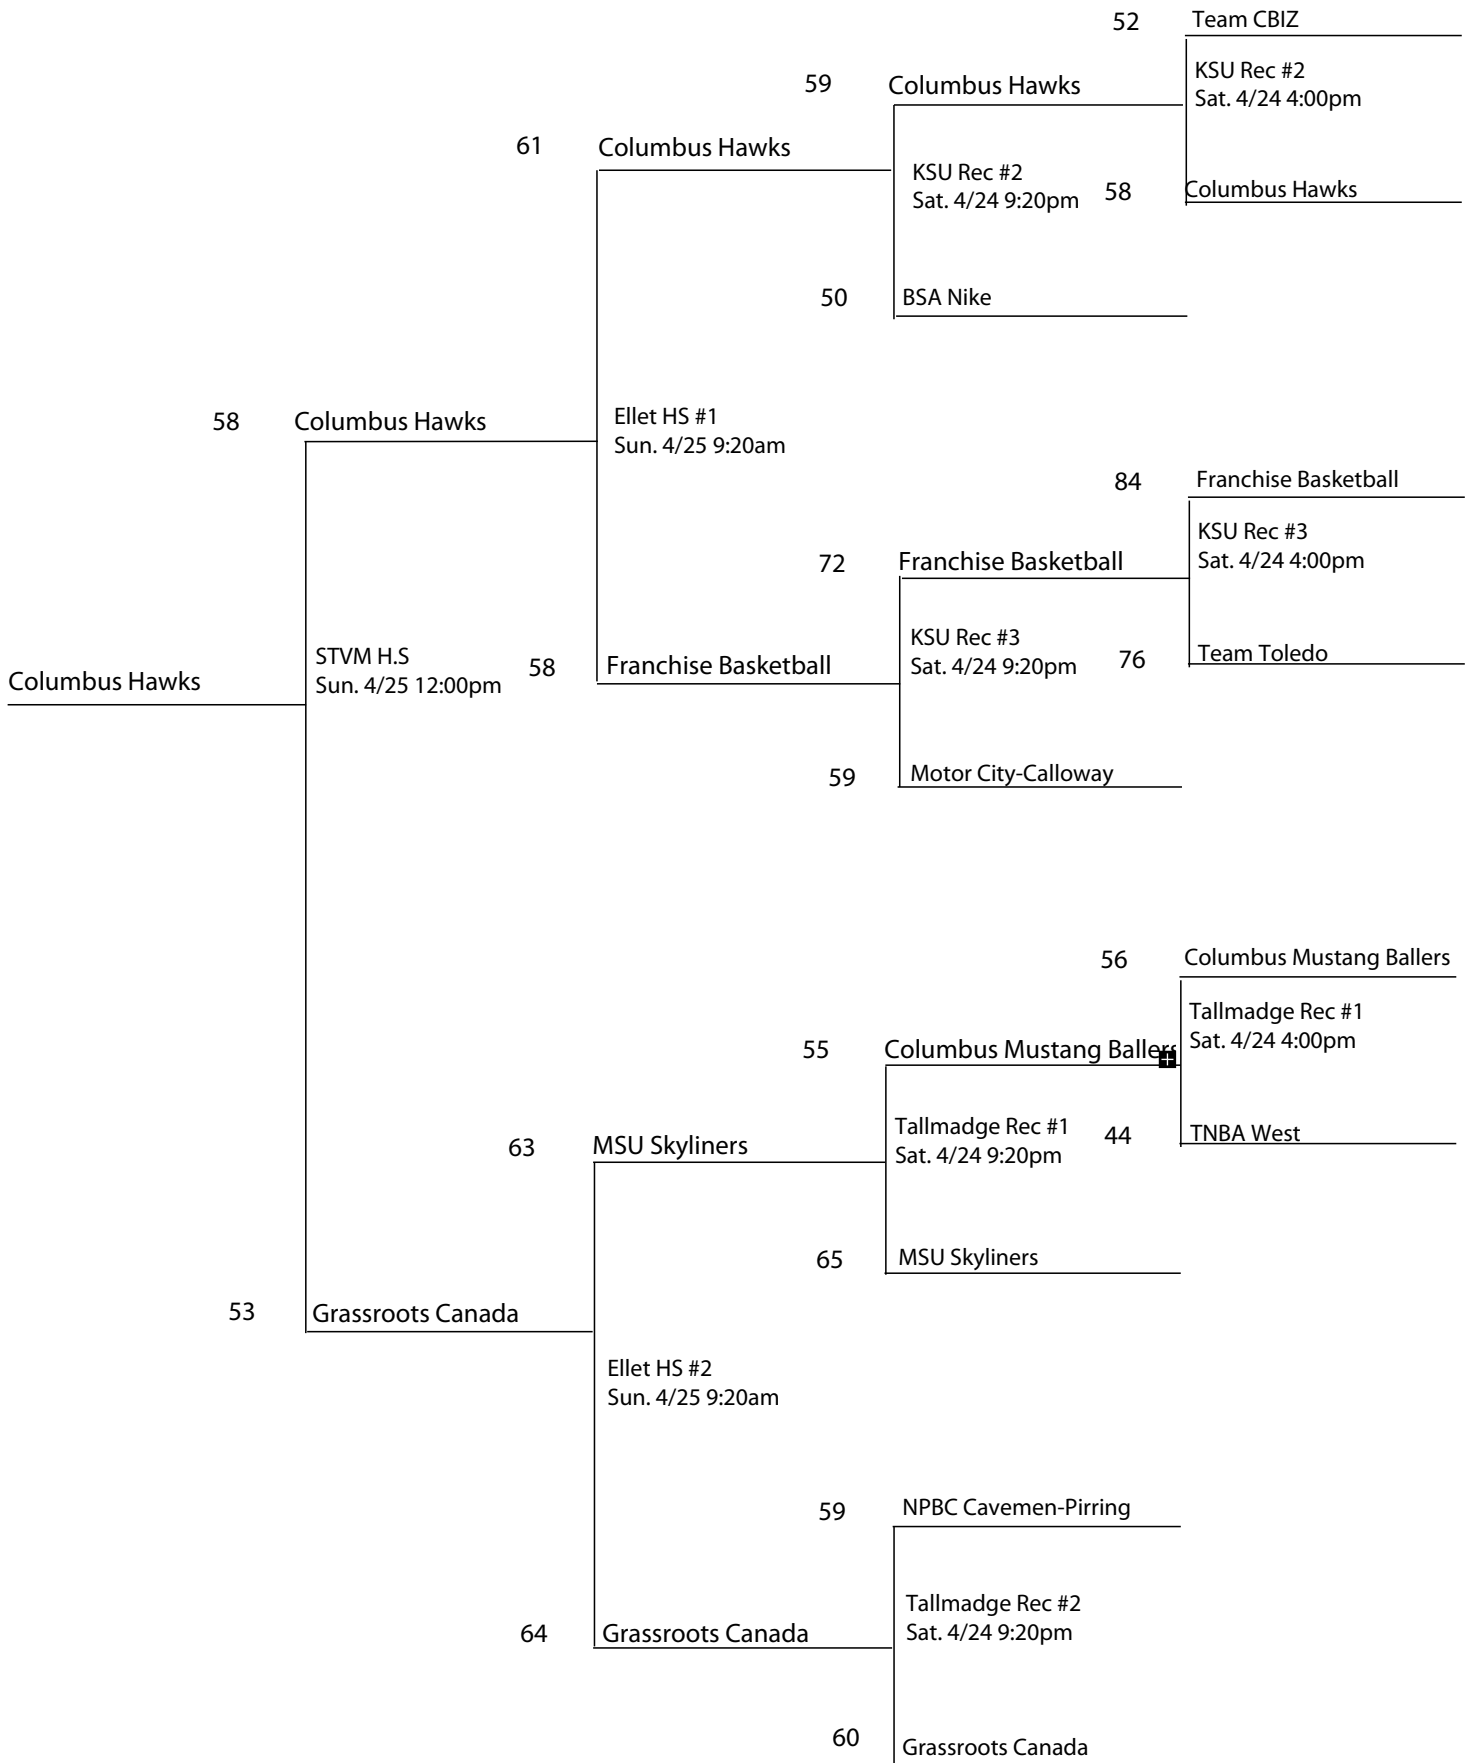 52 Team CBIZ
KSU Rec #2
Sat. 4/24 4:00pm
59 Columbus Hawks
61 Columbus Hawks
KSU Rec #2
Sat. 4/24 9:20pm
58 Columbus Hawks
50 BSA Nike
58 Columbus Hawks
Ellet HS #1
Sun. 4/25 9:20am
84 Franchise Basketball
KSU Rec #3
Sat. 4/24 4:00pm
72 Franchise Basketball
KSU Rec #3
Sat. 4/24 9:20pm
76 Team Toledo
STVM H.S
Sun. 4/25 12:00pm
58 Franchise Basketball
Columbus Hawks
59 Motor City-Calloway
56 Columbus Mustang Ballers
Tallmadge Rec #1
Sat. 4/24 4:00pm
55 Columbus Mustang Ballers
Tallmadge Rec #1
Sat. 4/24 9:20pm
44 TNBA West
63 MSU Skyliners
65 MSU Skyliners
53 Grassroots Canada
Ellet HS #2
Sun. 4/25 9:20am
59 NPBC Cavemen-Pirring
Tallmadge Rec #2
Sat. 4/24 9:20pm
64 Grassroots Canada
60 Grassroots Canada